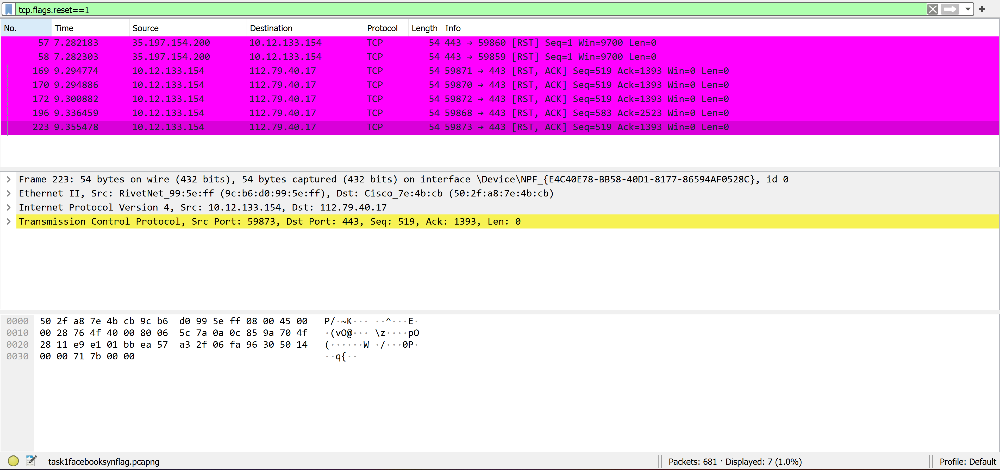 tcp.flags.reset==1
No. Time Source Destination Protocol Length Info
57 7.282183 35.197.154.200 10.12.133.154 TCP 54 443 → 59860 [RST] Seq=1 Win=9700 Len=0
58 7.282303 35.197.154.200 10.12.133.154 TCP 54 443 → 59859 [RST] Seq=1 Win=9700 Len=0
169 9.294774 10.12.133.154 112.79.40.17 TCP 54 59871 → 443 [RST, ACK] Seq=519 Ack=1393 Win=0 Len=0
170 9.294886 10.12.133.154 112.79.40.17 TCP 54 59870 → 443 [RST, ACK] Seq=519 Ack=1393 Win=0 Len=0
172 9.300882 10.12.133.154 112.79.40.17 TCP 54 59872 → 443 [RST, ACK] Seq=519 Ack=1393 Win=0 Len=0
196 9.336459 10.12.133.154 112.79.40.17 TCP 54 59868 → 443 [RST, ACK] Seq=583 Ack=2523 Win=0 Len=0
223 9.355478 10.12.133.154 112.79.40.17 TCP 54 59873 → 443 [RST, ACK] Seq=519 Ack=1393 Win=0 Len=0
Frame 223: 54 bytes on wire (432 bits), 54 bytes captured (432 bits) on interface \Device\NPF_{E4C40E78-BB58-40D1-8177-86594AF0528C}, id 0
Ethernet II, Src: RivetNet_99:5e:ff (9c:b6:d0:99:5e:ff), Dst: Cisco_7e:4b:cb (50:2f:a8:7e:4b:cb)
Internet Protocol Version 4, Src: 10.12.133.154, Dst: 112.79.40.17
Transmission Control Protocol, Src Port: 59873, Dst Port: 443, Seq: 519, Ack: 1393, Len: 0
0000 50 2f a8 7e 4b cb 9c b6 d0 99 5e ff 08 00 45 00 P/·~K··· ··^···E·
0010 00 28 76 4f 40 00 80 06 5c 7a 0a 0c 85 9a 70 4f ·(vO@··· \z····pO
0020 28 11 e9 e1 01 bb ea 57 a3 2f 06 fa 96 30 50 14 (······W ·/···0P·
0030 00 00 71 7b 00 00 ··q{··
task1facebooksynflag.pcapng Packets: 681 · Displayed: 7 (1.0%) Profile: Default